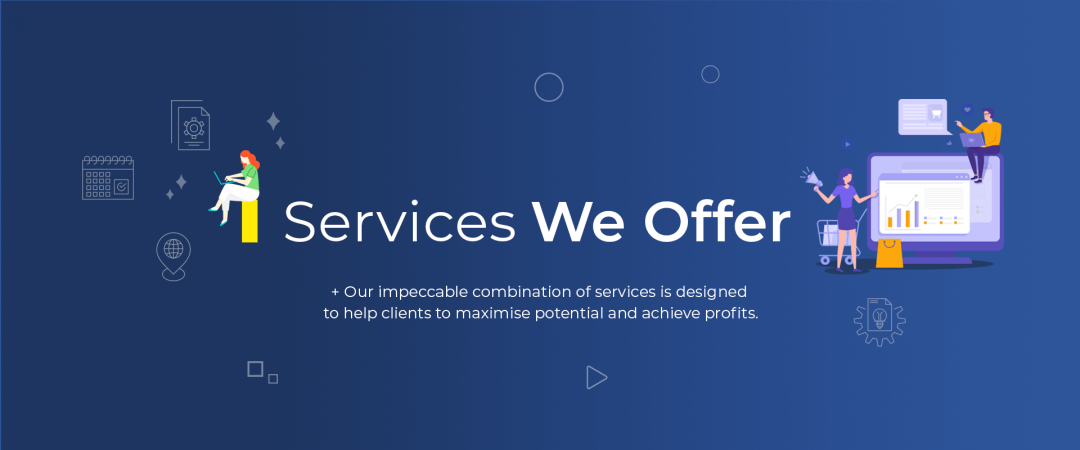 Services We Offer
+ Our impeccable combination of services is designed
to help clients to maximise potential and achieve profits.